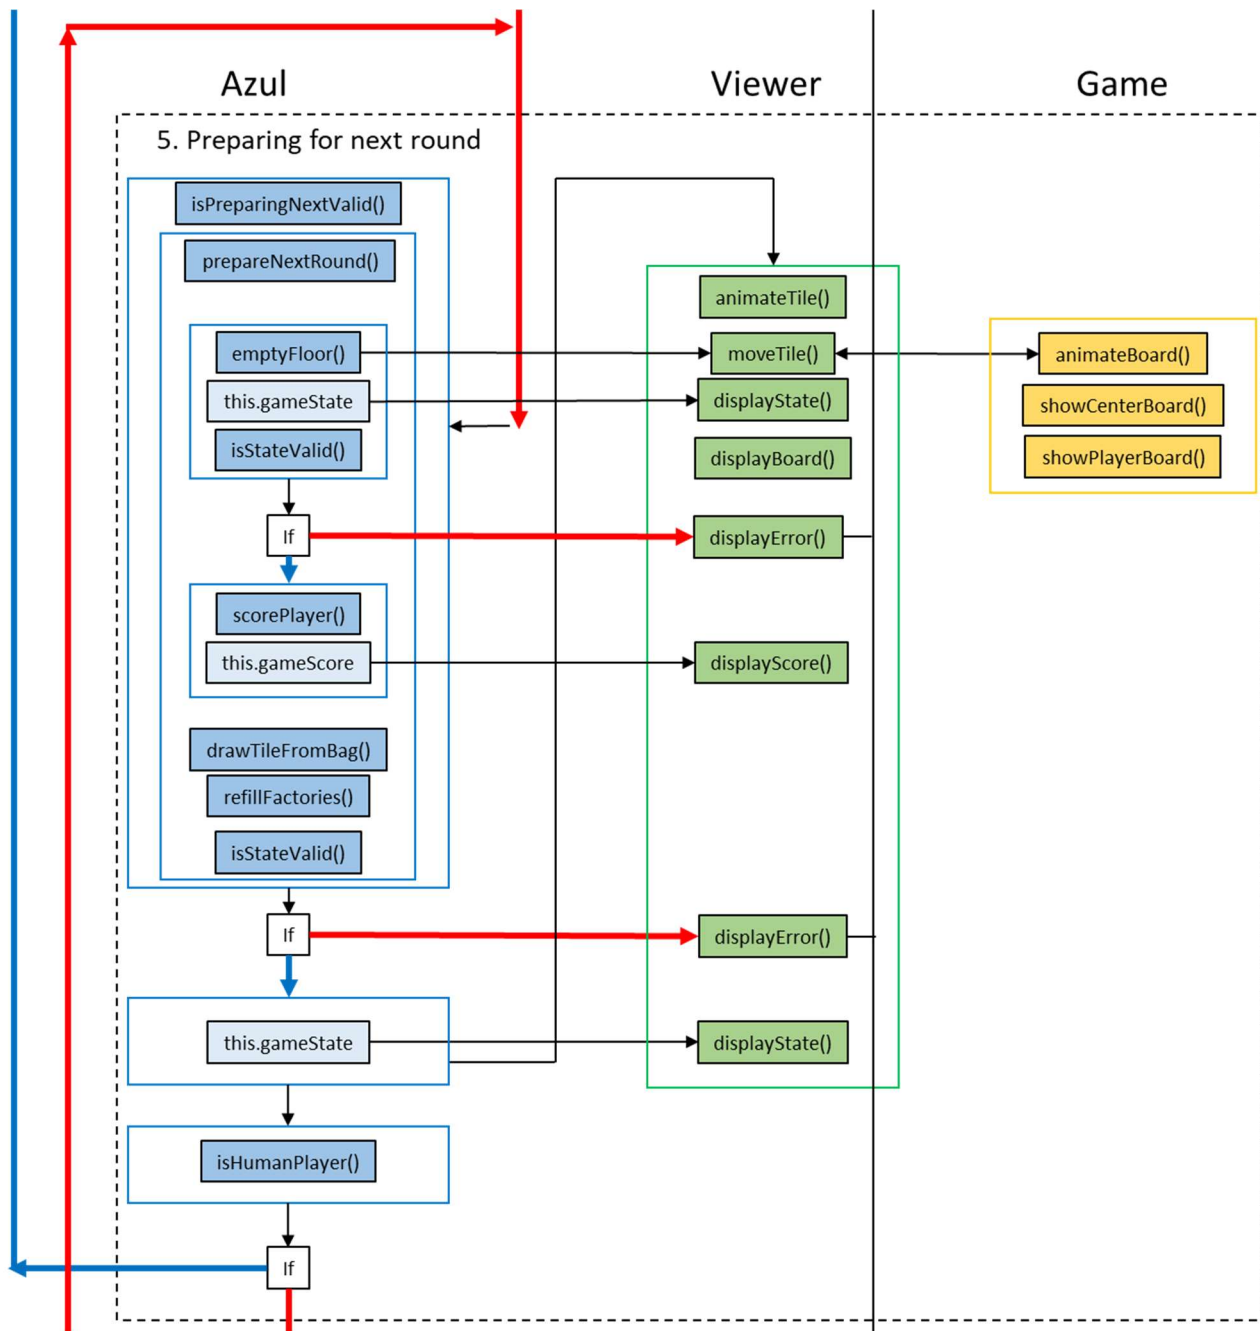 Azul
Viewer
Game
5. Preparing for next round
isPreparingNextValid()
prepareNextRound()
animateTile()
emptyFloor()
moveTile()
animateBoard()
this.gameState
displayState()
showCenterBoard()
isStateValid()
displayBoard()
showPlayerBoard()
If
displayError()
scorePlayer()
this.gameScore
displayScore()
drawTileFromBag()
refillFactories()
isStateValid()
If
displayError()
this.gameState
displayState()
isHumanPlayer()
If